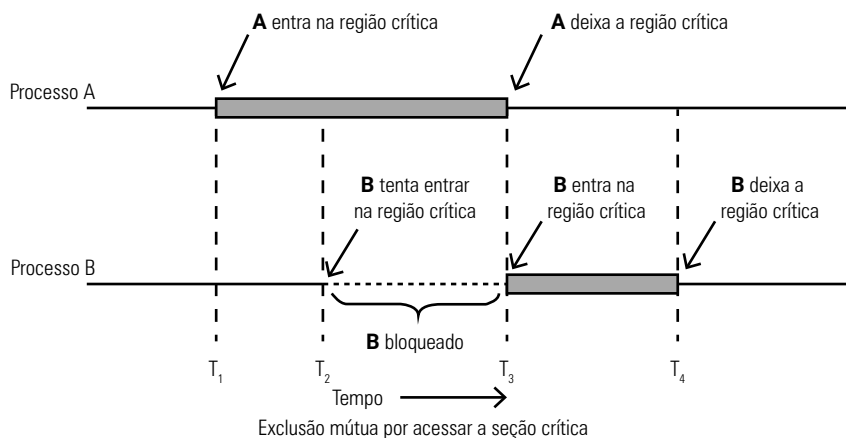 A entra na região crítica
A deixa a região crítica
Processo A
B tenta entrar
na região crítica
B entra na
região crítica
B deixa a
região crítica
Processo B
B bloqueado
T1
T2
T3
T4
Tempo
Exclusão mútua por acessar a seção crítica